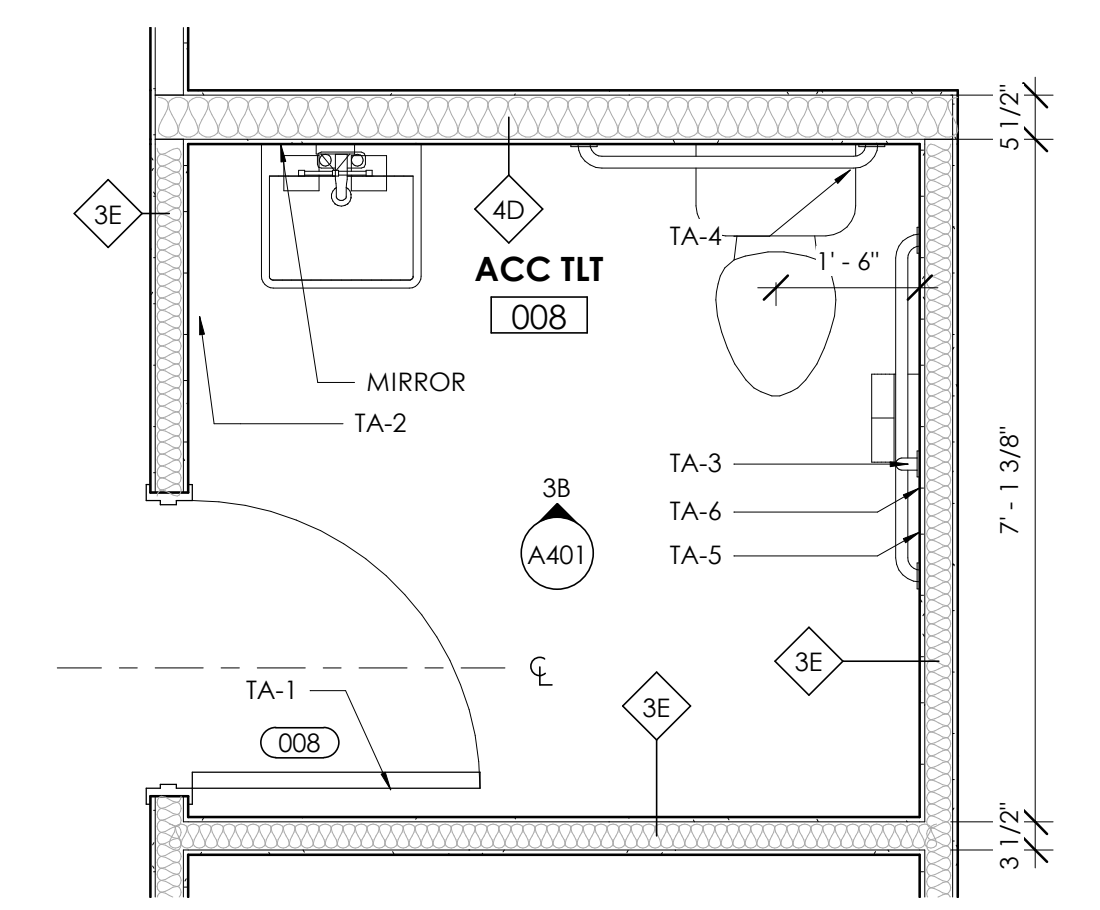 5 1/2"
3E
4D
TA-4
ACC TLT
1' - 6"
008
MIRROR
TA-2
TA-3
3B
TA-6
A401
TA-5
7' - 1 3/8"
℄
3E
TA-1
3E
008
3 1/2"